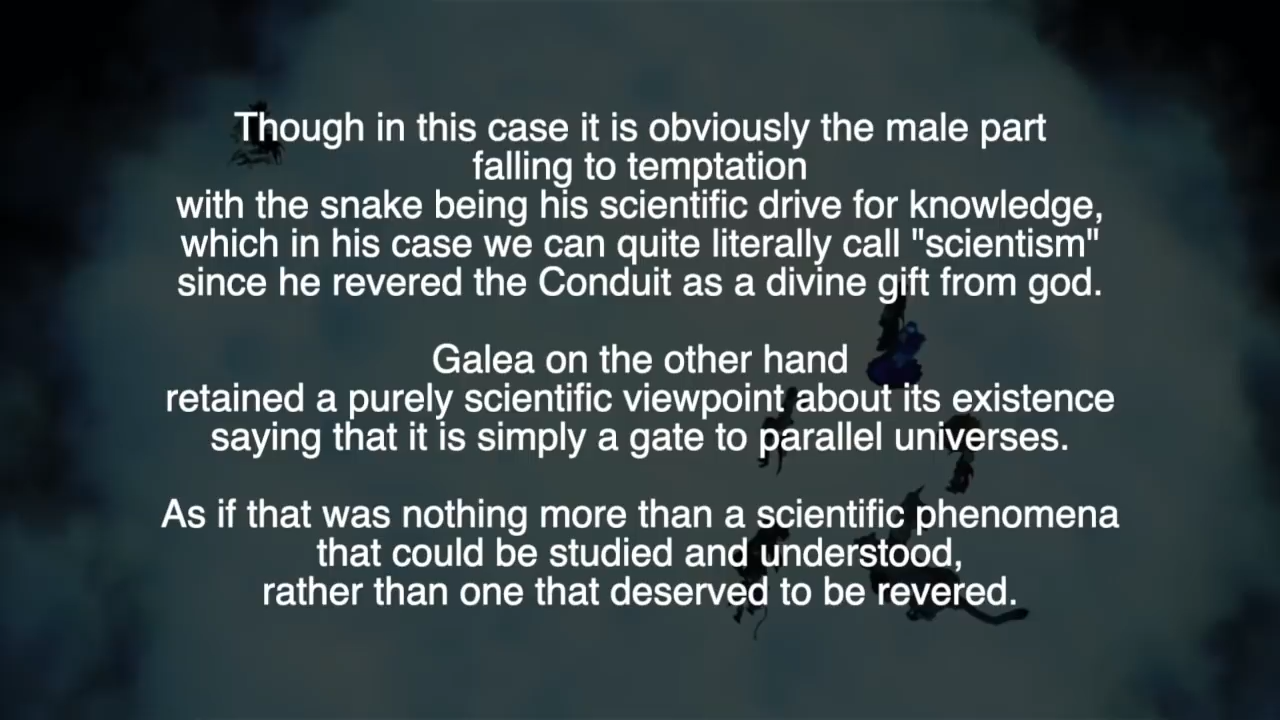 Though in this case it is obviously the male part
falling to temptation
with the snake being his scientific drive for knowledge,
which in his case we can quite literally call "scientism"
since he revered the Conduit as a divine gift from god.
Galea on the other hand
retained a purely scientific viewpoint about its existence
saying that it is simply a gate to parallel universes.
As if that was nothing more than a scientific phenomena
that could be studied and understood,
rather than one that deserved to be revered.